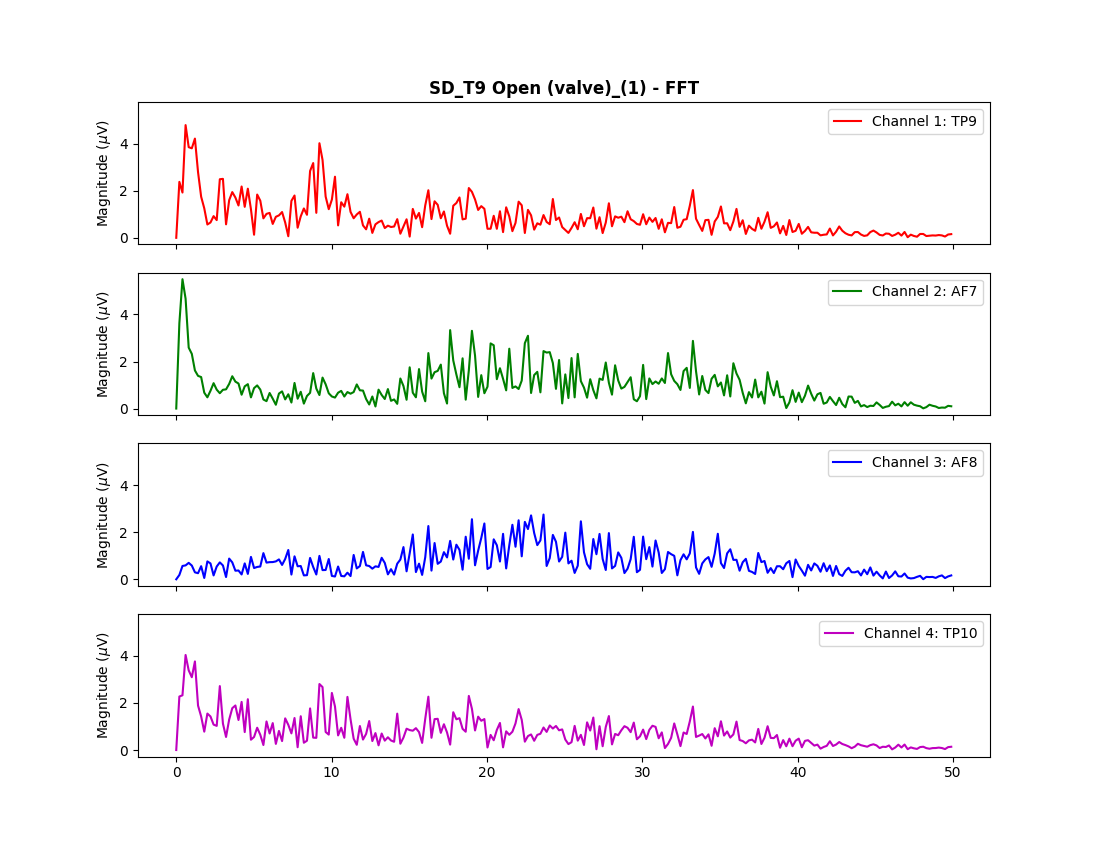 SD_T9 Open (valve)_(1) - FFT
Magnitude (μV)
4
2
0
Channel 1: TP9
Magnitude (μV)
4
2
0
Channel 2: AF7
Magnitude (μV)
4
2
0
Channel 3: AF8
Magnitude (μV)
4
2
0
Channel 4: TP10
0 10 20 30 40 50